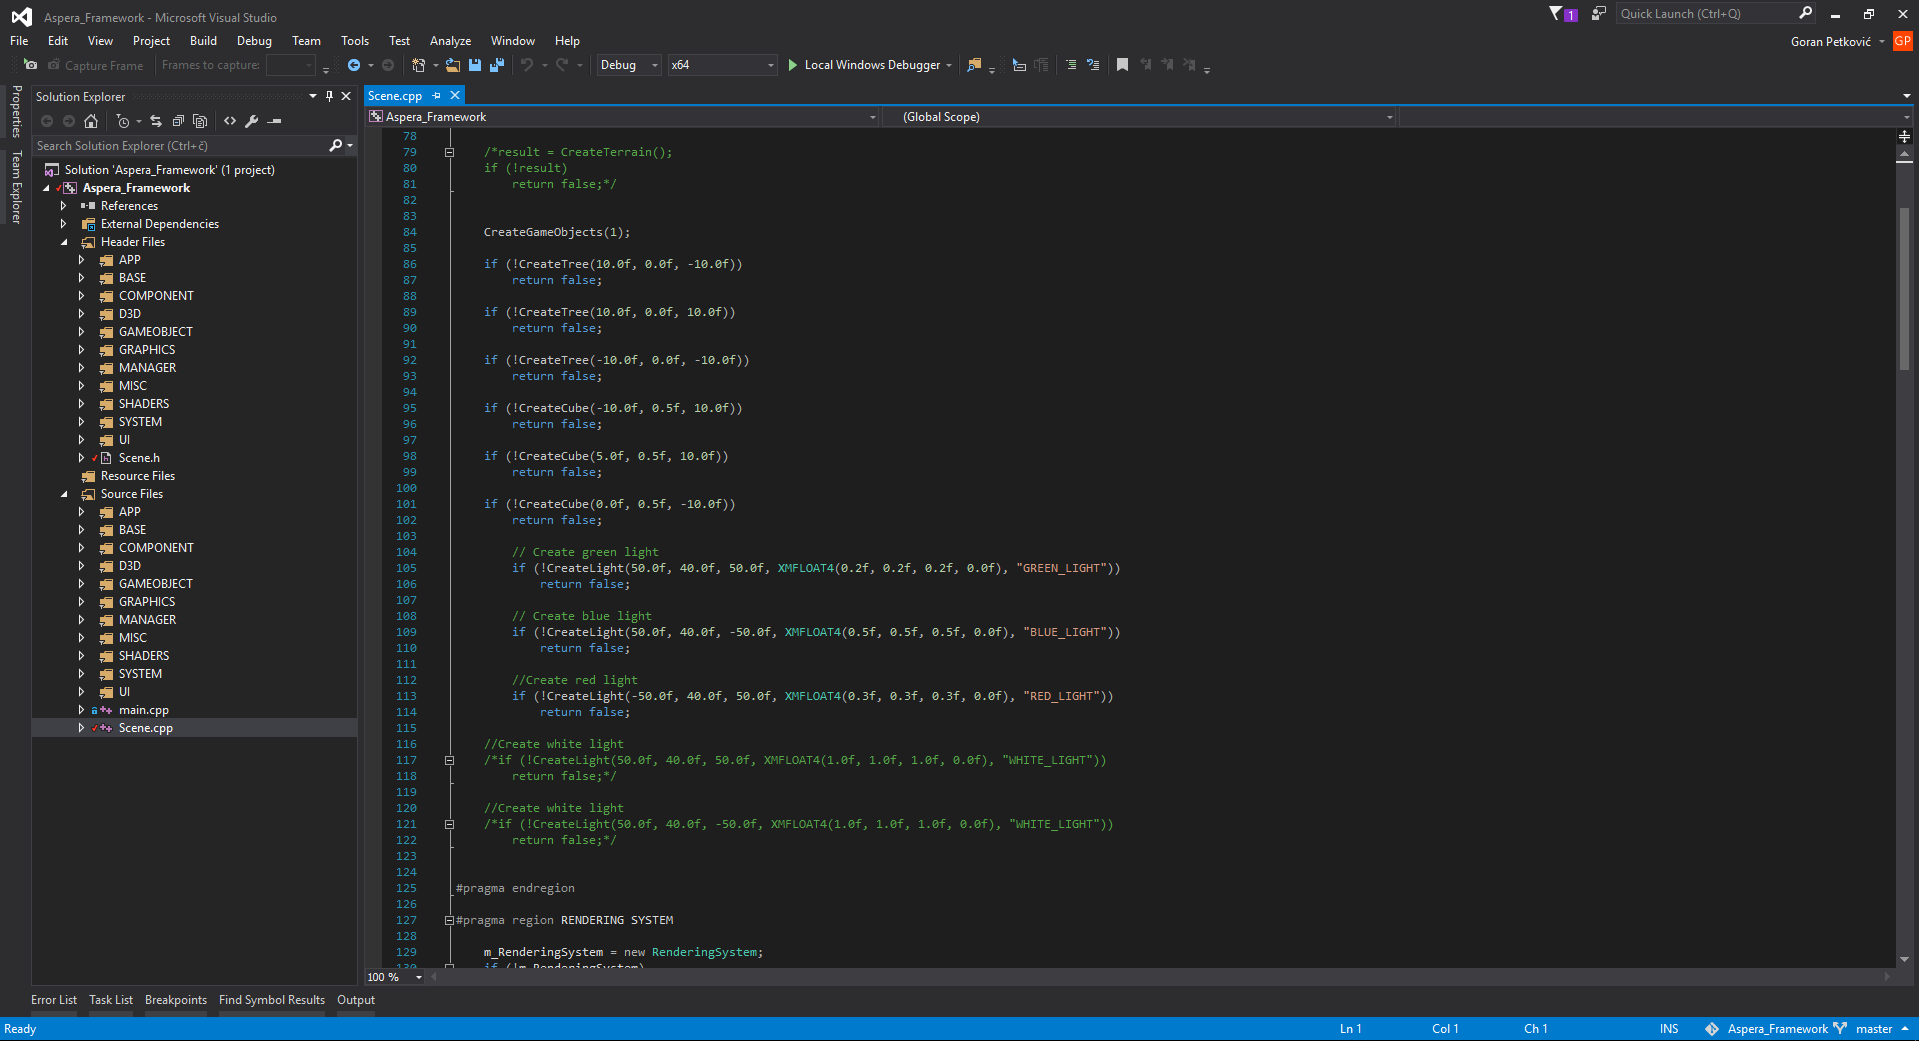 Aspera_Framework - Microsoft Visual Studio
1
Quick Launch (Ctrl+Q)
File Edit View Project Build Debug Team Tools Test Analyze Window Help
Goran Petković GP
Capture Frame Frames to capture: Debug x64 Local Windows Debugger
Properties
Team Explorer
Solution Explorer
Search Solution Explorer (Ctrl+č)
Solution 'Aspera_Framework' (1 project)
Aspera_Framework
References
External Dependencies
Header Files
APP
BASE
COMPONENT
D3D
GAMEOBJECT
GRAPHICS
MANAGER
MISC
SHADERS
SYSTEM
UI
Scene.h
Resource Files
Source Files
APP
BASE
COMPONENT
D3D
GAMEOBJECT
GRAPHICS
MANAGER
MISC
SHADERS
SYSTEM
UI
main.cpp
Scene.cpp
Scene.cpp
Aspera_Framework (Global Scope)
78
79 /*result = CreateTerrain();
80 if (!result)
81 return false;*/
82
83
84 CreateGameObjects(1);
85
86 if (!CreateTree(10.0f, 0.0f, -10.0f))
87 return false;
88
89 if (!CreateTree(10.0f, 0.0f, 10.0f))
90 return false;
91
92 if (!CreateTree(-10.0f, 0.0f, -10.0f))
93 return false;
94
95 if (!CreateCube(-10.0f, 0.5f, 10.0f))
96 return false;
97
98 if (!CreateCube(5.0f, 0.5f, 10.0f))
99 return false;
100
101 if (!CreateCube(0.0f, 0.5f, -10.0f))
102 return false;
103
104 // Create green light
105 if (!CreateLight(50.0f, 40.0f, 50.0f, XMFLOAT4(0.2f, 0.2f, 0.2f, 0.0f), "GREEN_LIGHT"))
106 return false;
107
108 // Create blue light
109 if (!CreateLight(50.0f, 40.0f, -50.0f, XMFLOAT4(0.5f, 0.5f, 0.5f, 0.0f), "BLUE_LIGHT"))
110 return false;
111
112 //Create red light
113 if (!CreateLight(-50.0f, 40.0f, 50.0f, XMFLOAT4(0.3f, 0.3f, 0.3f, 0.0f), "RED_LIGHT"))
114 return false;
115
116 //Create white light
117 /*if (!CreateLight(50.0f, 40.0f, 50.0f, XMFLOAT4(1.0f, 1.0f, 1.0f, 0.0f), "WHITE_LIGHT"))
118 return false;*/
119
120 //Create white light
121 /*if (!CreateLight(50.0f, 40.0f, -50.0f, XMFLOAT4(1.0f, 1.0f, 1.0f, 0.0f), "WHITE_LIGHT"))
122 return false;*/
123
124
125 #pragma endregion
126
127 #pragma region RENDERING SYSTEM
128
129 m_RenderingSystem = new RenderingSystem;
130 if (!m_RenderingSystem)
100 %
Error List Task List Breakpoints Find Symbol Results Output
Ready Ln 1 Col 1 Ch 1 INS Aspera_Framework master